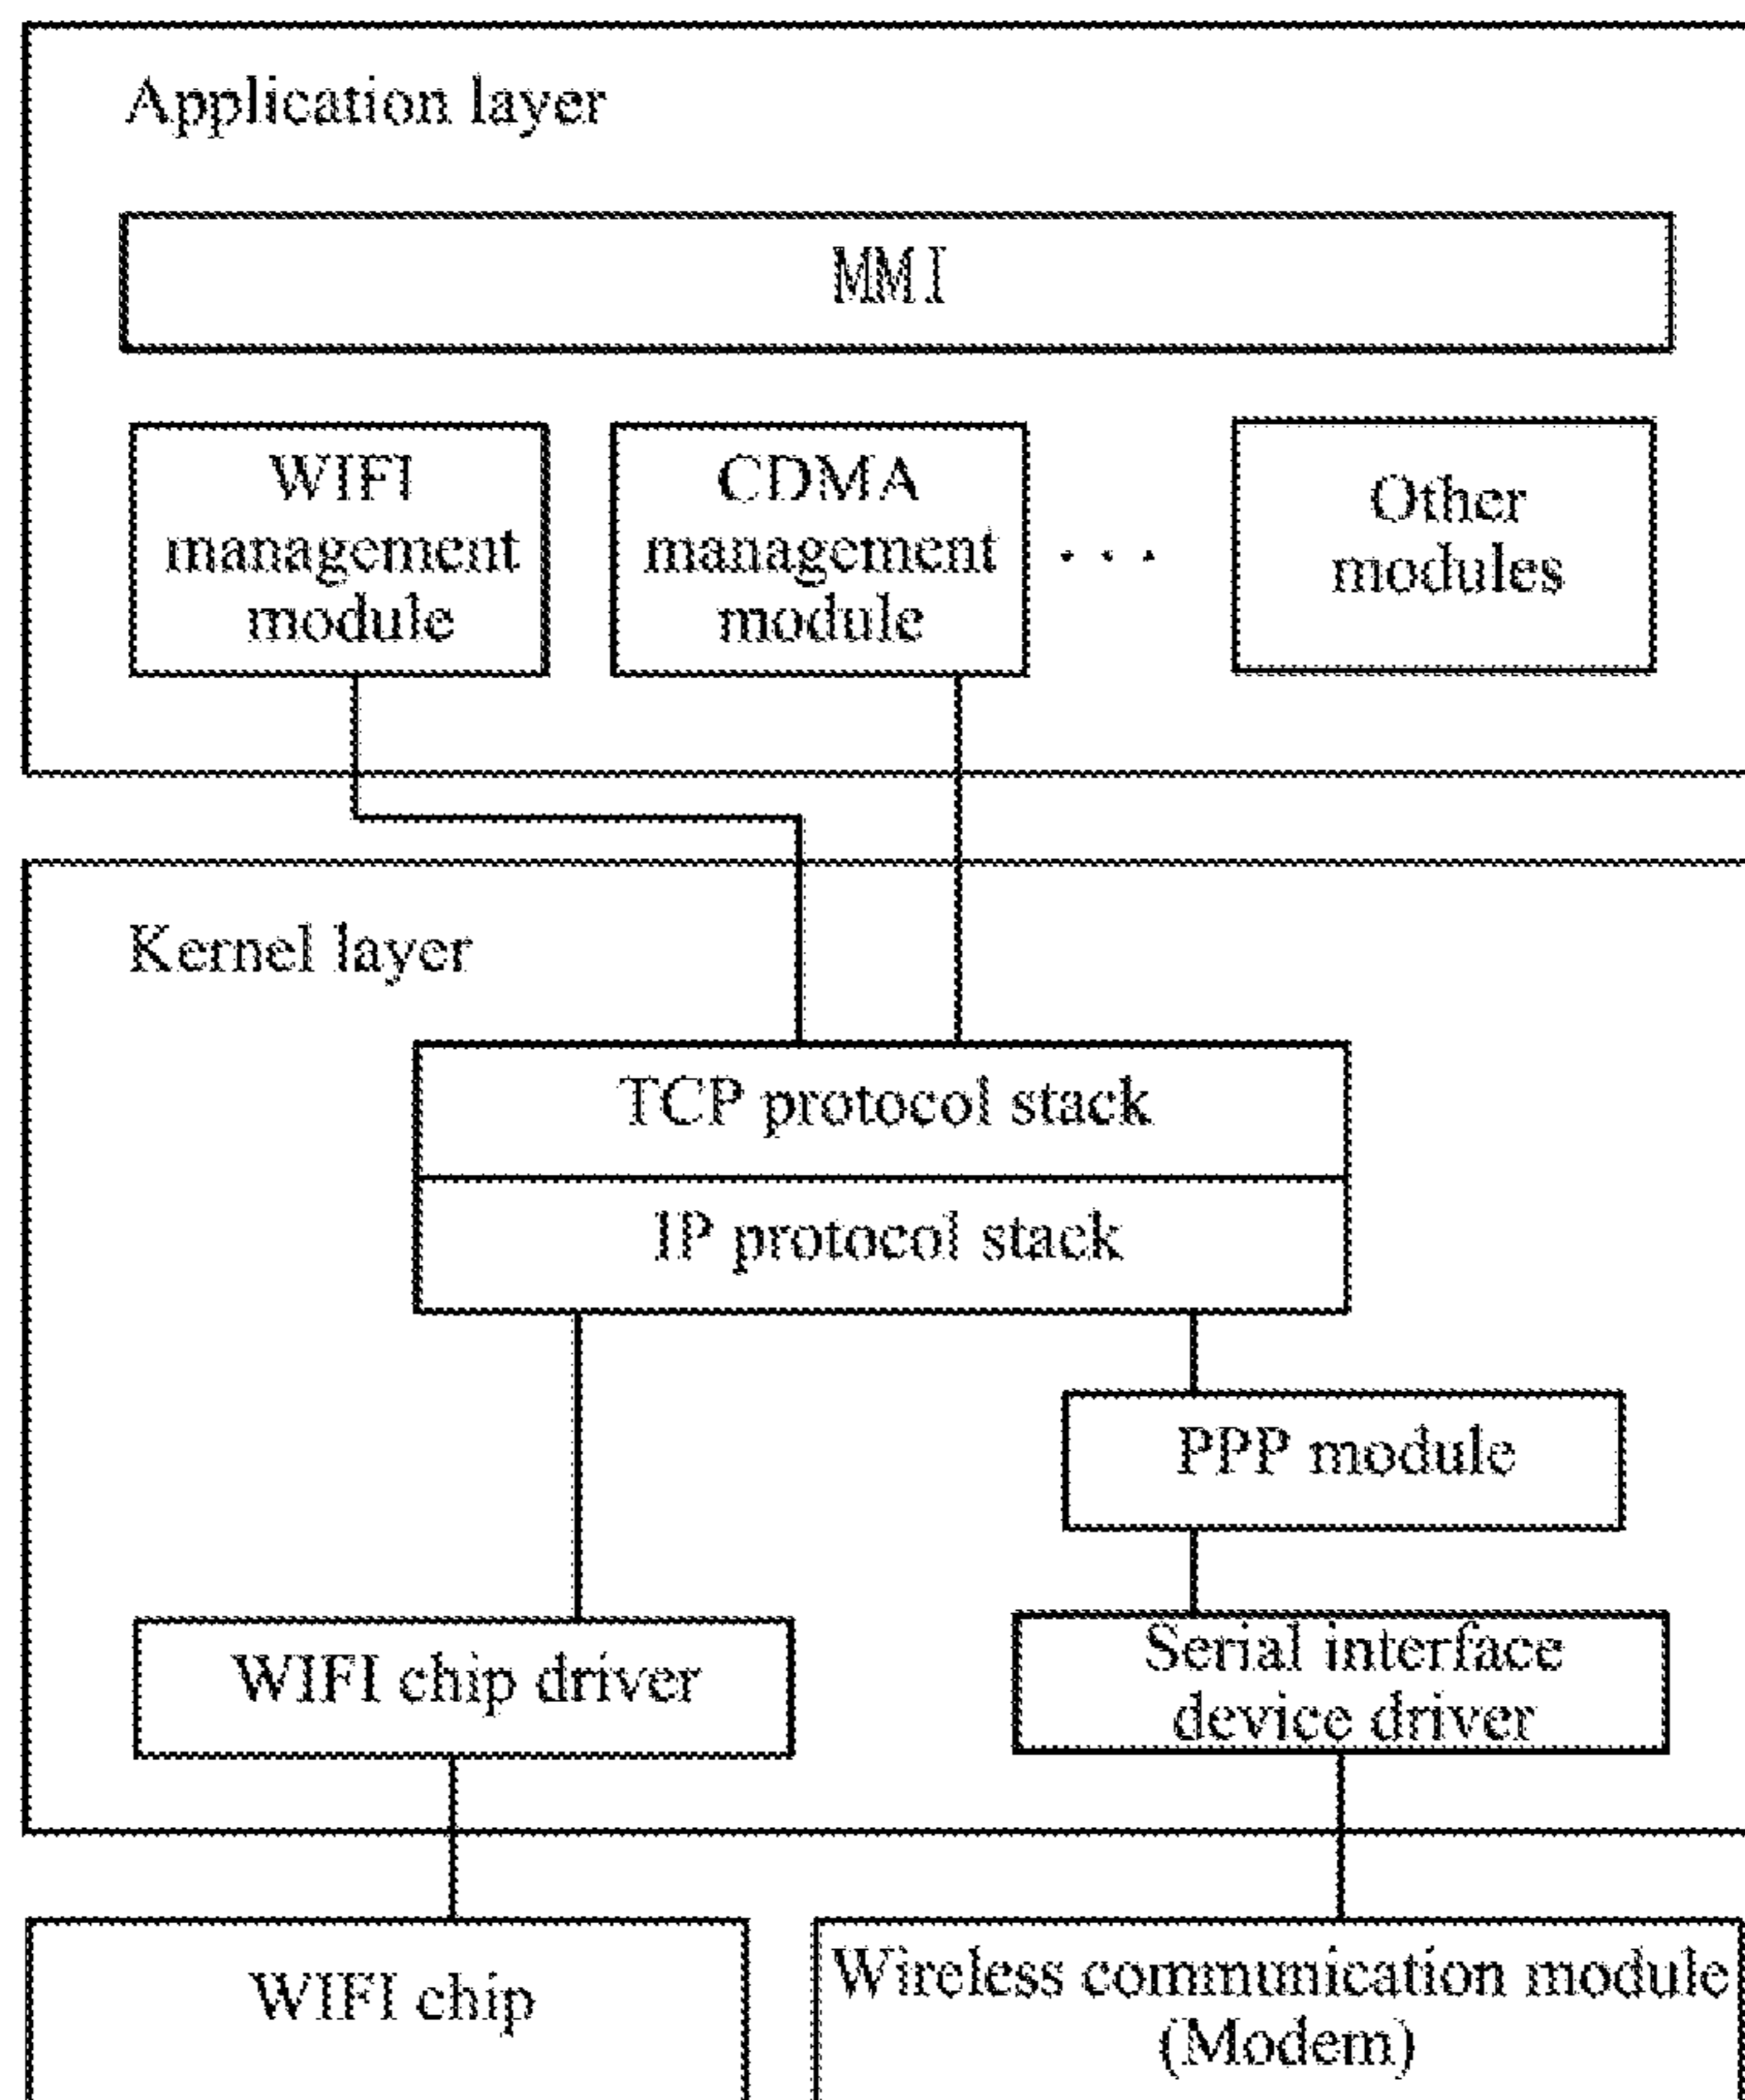 Application layer
MMI
WIFI
management
module
CDMA
management
module
. . .
Other
modules
Kernel layer
TCP protocol stack
IP protocol stack
PPP module
WIFI chip driver
Serial interface
device driver
WIFI chip
Wireless communication module
(Modem)